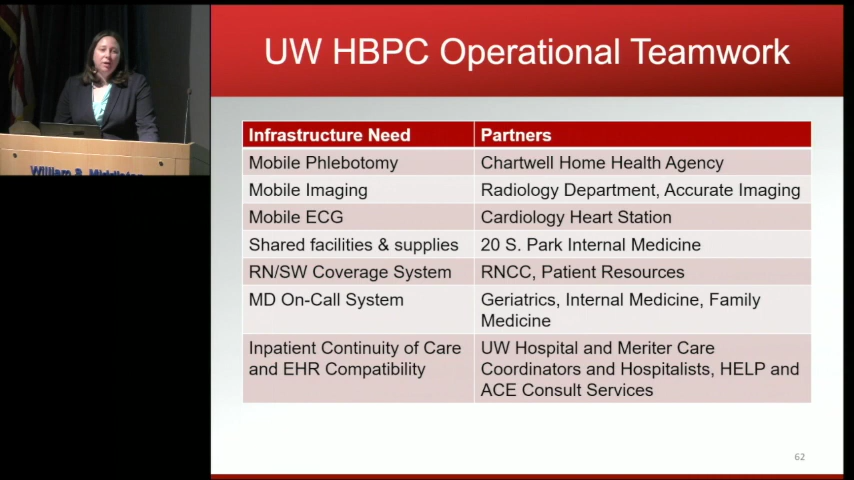 UW HBPC Operational Teamwork
Infrastructure Need Partners
Mobile Phlebotomy Chartwell Home Health Agency
Mobile Imaging Radiology Department, Accurate Imaging
Mobile ECG Cardiology Heart Station
Shared facilities & supplies 20 S. Park Internal Medicine
RN/SW Coverage System RNCC, Patient Resources
MD On-Call System Geriatrics, Internal Medicine, Family
Medicine
Inpatient Continuity of Care UW Hospital and Meriter Care
and EHR Compatibility Coordinators and Hospitalists, HELP and
ACE Consult Services
62
William S.